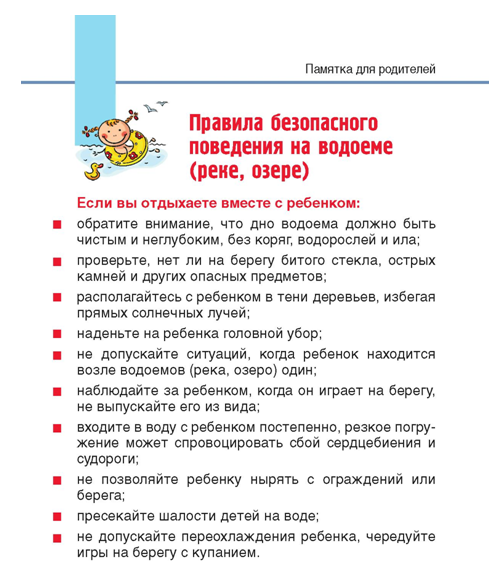 Памятка для родителей
Правила безопасного
поведения на водоеме
(реке, озере)
Если вы отдыхаете вместе с ребенком:
обратите внимание, что дно водоема должно быть
чистым и неглубоким, без коряг, водорослей и ила;
проверьте, нет ли на берегу битого стекла, острых
камней и других опасных предметов;
располагайтесь с ребенком в тени деревьев, избегая
прямых солнечных лучей;
наденьте на ребенка головной убор;
не допускайте ситуаций, когда ребенок находится
возле водоемов (река, озеро) один;
наблюдайте за ребенком, когда он играет на берегу,
не выпускайте его из вида;
входите в воду с ребенком постепенно, резкое погру-
жение может спровоцировать сбой сердцебиения и
судороги;
не позволяйте ребенку нырять с ограждений или
берега;
пресекайте шалости детей на воде;
не допускайте переохлаждения ребенка, чередуйте
игры на берегу с купанием.